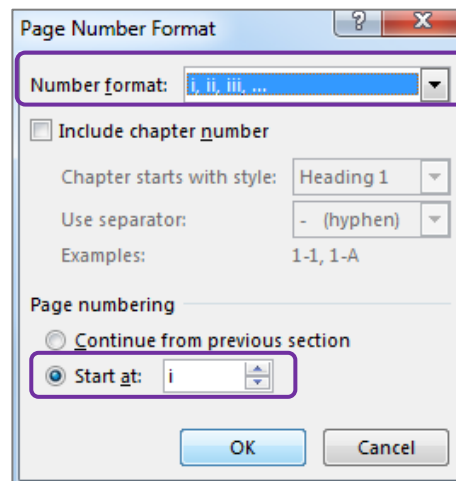 Page Number Format
Number format: i, ii, iii, ...
Include chapter number
Chapter starts with style: Heading 1
Use separator: - (hyphen)
Examples: 1-1, 1-A
Page numbering
Continue from previous section
Start at: i
OK Cancel